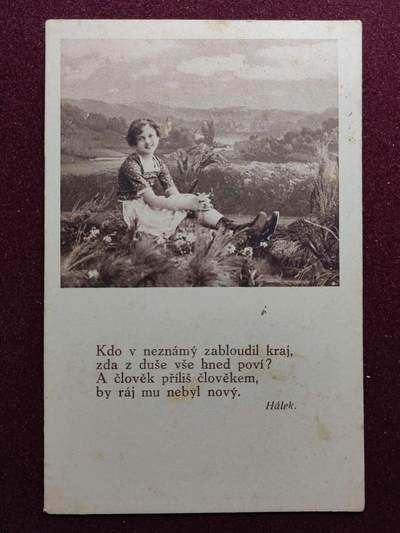 Kdo v neznámý zabloudil kraj,
zda z duše vše hned poví?
A člověk příliš člověkem,
by ráj mu nebyl nový.
Hálek.